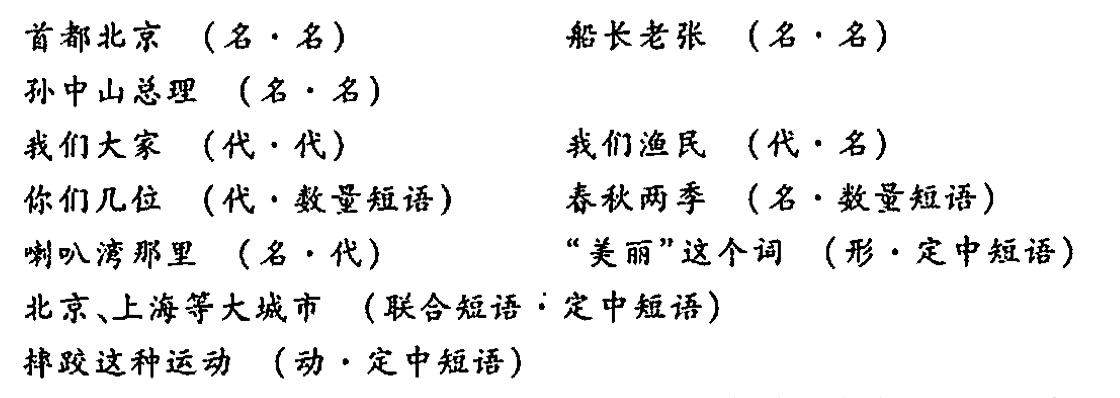 首都北京 (名·名) 船长老张 (名·名)
孙中山总理 (名·名)
我们大家 (代·代) 我们渔民 (代·名)
你们几位 (代·数量短语) 春秋两季 (名·数量短语)
喇叭湾那里 (名·代) “美丽”这个词 (形·定中短语)
北京、上海等大城市 (联合短语·定中短语)
摔跤这种运动 (动·定中短语)